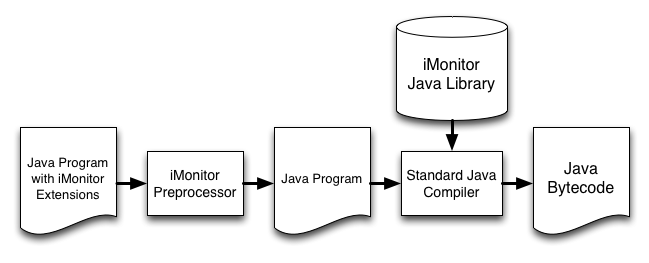 iMonitor
Java Library
Java Program
with iMonitor
Extensions
iMonitor
Preprocessor
Java Program
Standard Java
Compiler
Java
Bytecode